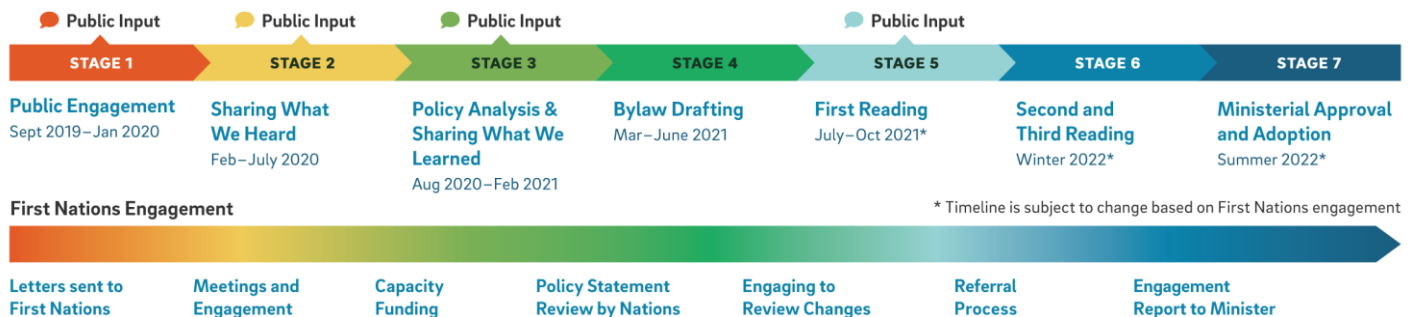 Public Input
Public Input
Public Input
Public Input
STAGE 1
STAGE 2
STAGE 3
STAGE 4
STAGE 5
STAGE 6
STAGE 7
Public Engagement
Sept 2019–Jan 2020
Sharing What
We Heard
Feb–July 2020
Policy Analysis &
Sharing What We
Learned
Aug 2020–Feb 2021
Bylaw Drafting
Mar–June 2021
First Reading
July–Oct 2021*
Second and
Third Reading
Winter 2022*
Ministerial Approval
and Adoption
Summer 2022*
First Nations Engagement
* Timeline is subject to change based on First Nations engagement
Letters sent to
First Nations
Meetings and
Engagement
Capacity
Funding
Policy Statement
Review by Nations
Engaging to
Review Changes
Referral
Process
Engagement
Report to Minister